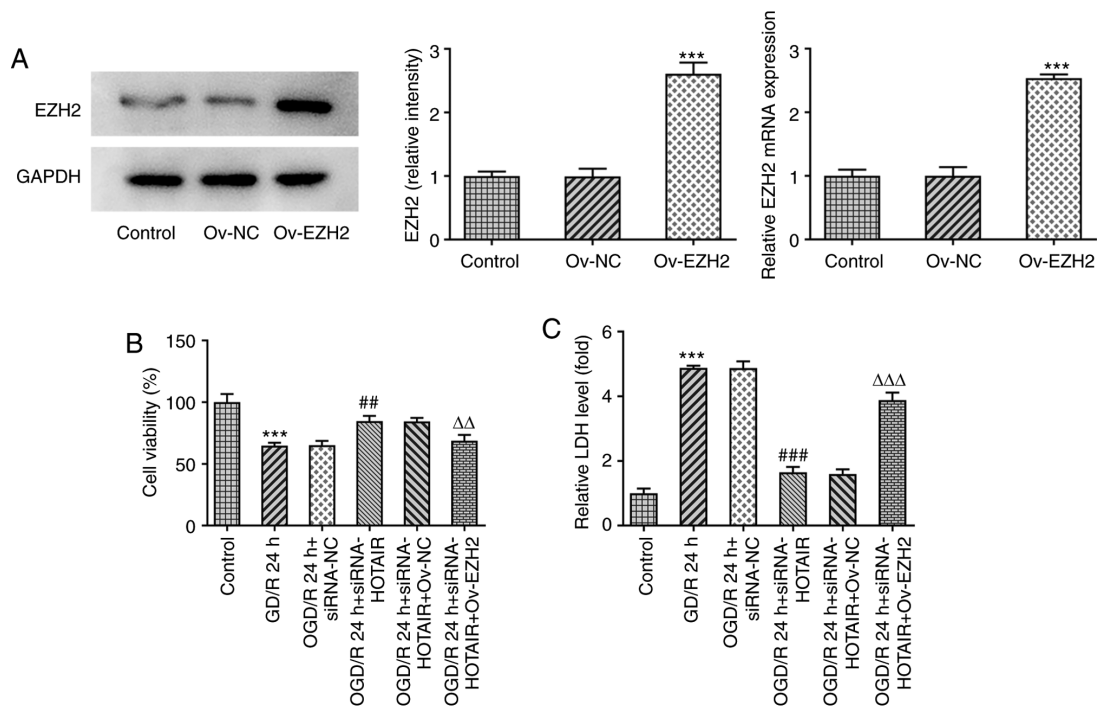 A
EZH2
GAPDH
Control Ov-NC Ov-EZH2
EZH2 (relative intensity)
3
2
1
0
***
Control Ov-NC Ov-EZH2
Relative EZH2 mRNA expression
3
2
1
0
***
Control Ov-NC Ov-EZH2
B
Cell viability (%)
150
100
50
0
***
##
ΔΔ
Control
GD/R 24 h
OGD/R 24 h+
siRNA-NC
OGD/R 24 h+siRNA-
HOTAIR
OGD/R 24 h+siRNA-
HOTAIR+Ov-NC
OGD/R 24 h+siRNA-
HOTAIR+Ov-EZH2
C
Relative LDH level (fold)
6
4
2
0
***
###
ΔΔΔ
Control
GD/R 24 h
OGD/R 24 h+
siRNA-NC
OGD/R 24 h+siRNA-
HOTAIR
OGD/R 24 h+siRNA-
HOTAIR+Ov-NC
OGD/R 24 h+siRNA-
HOTAIR+Ov-EZH2